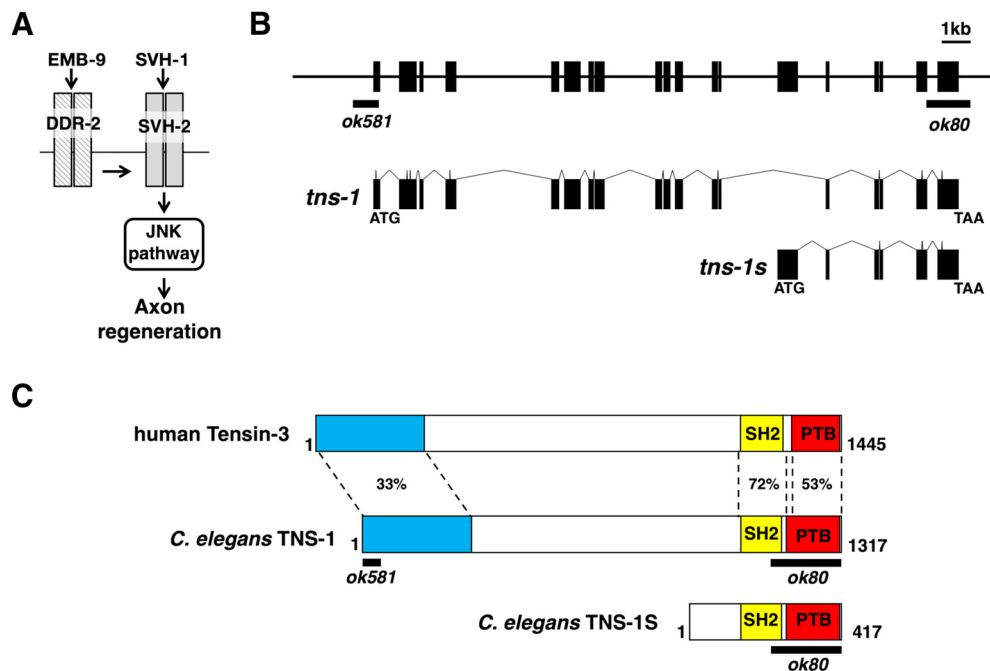 A
EMB-9 SVH-1
DDR-2 SVH-2
JNK
pathway
Axon
regeneration
B
1kb
ok581 ok80
tns-1
ATG TAA
tns-1s
ATG TAA
C
human Tensin-3 1 SH2 PTB 1445
33% 72% 53%
C. elegans TNS-1 1 SH2 PTB 1317
ok581 ok80
C. elegans TNS-1S 1 SH2 PTB 417
ok80